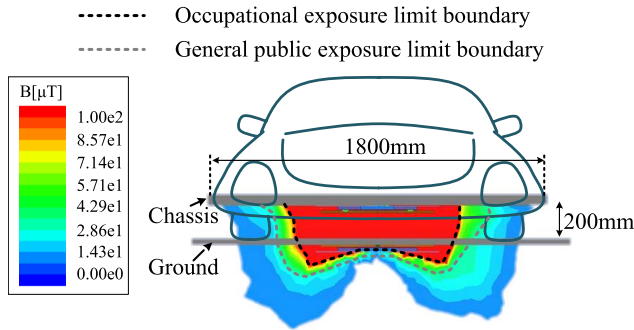 Occupational exposure limit boundary
General public exposure limit boundary
B[μT]
1.00e2
8.57e1
7.14e1
5.71e1
4.29e1
2.86e1
1.43e1
0.00e0
1800mm
Chassis
200mm
Ground